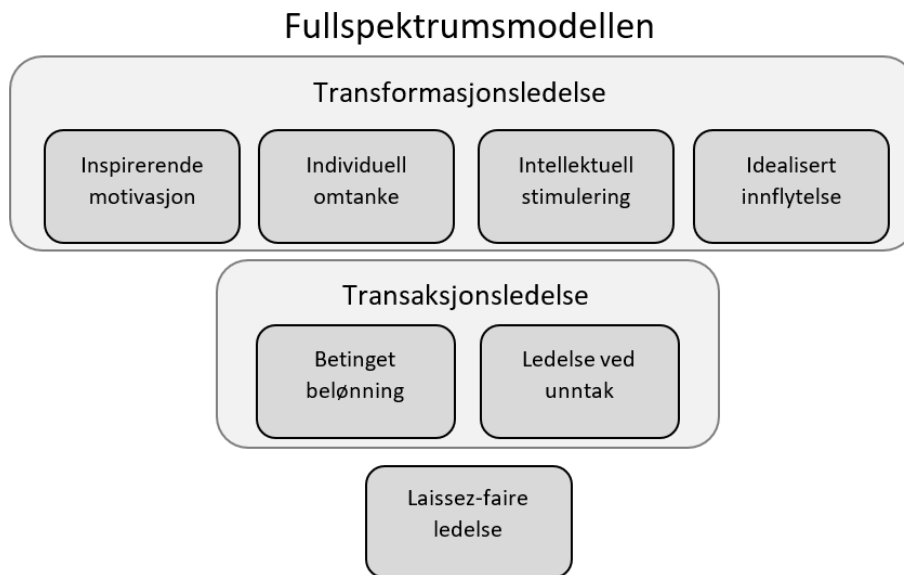 Fullspektrumsmodellen
Transformasjonsledelse
Inspirerende
motivasjon
Individuell
omtanke
Intellektuell
stimulering
Idealisert
innflytelse
Transaksjonsledelse
Betinget
belønning
Ledelse ved
unntak
Laissez-faire
ledelse